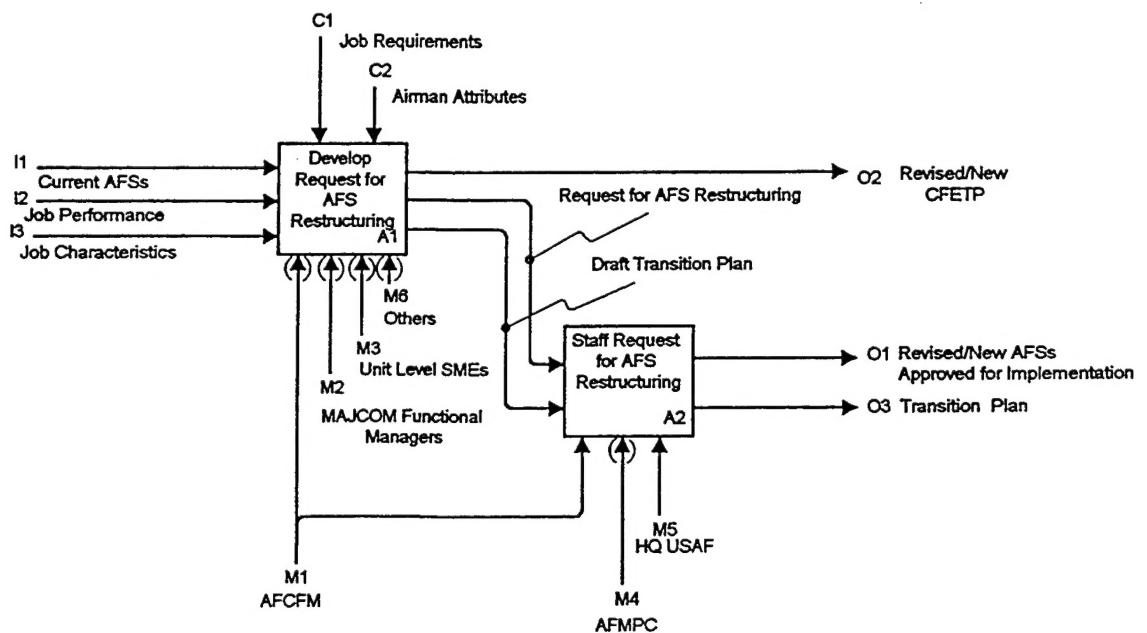 C1
Job Requirements
C2
Airman Attributes
I1
Current AFSs
I2
Job Performance
I3
Job Characteristics
Develop
Request for
AFS
Restructuring
A1
O2 Revised/New
CFETP
Request for AFS Restructuring
Draft Transition Plan
M6
Others
M3
Unit Level SMEs
M2
MAJCOM Functional
Managers
Staff Request
for AFS
Restructuring
A2
O1 Revised/New AFSs
Approved for Implementation
O3 Transition Plan
M5
HQ USAF
M1
AFCFM
M4
AFMPC